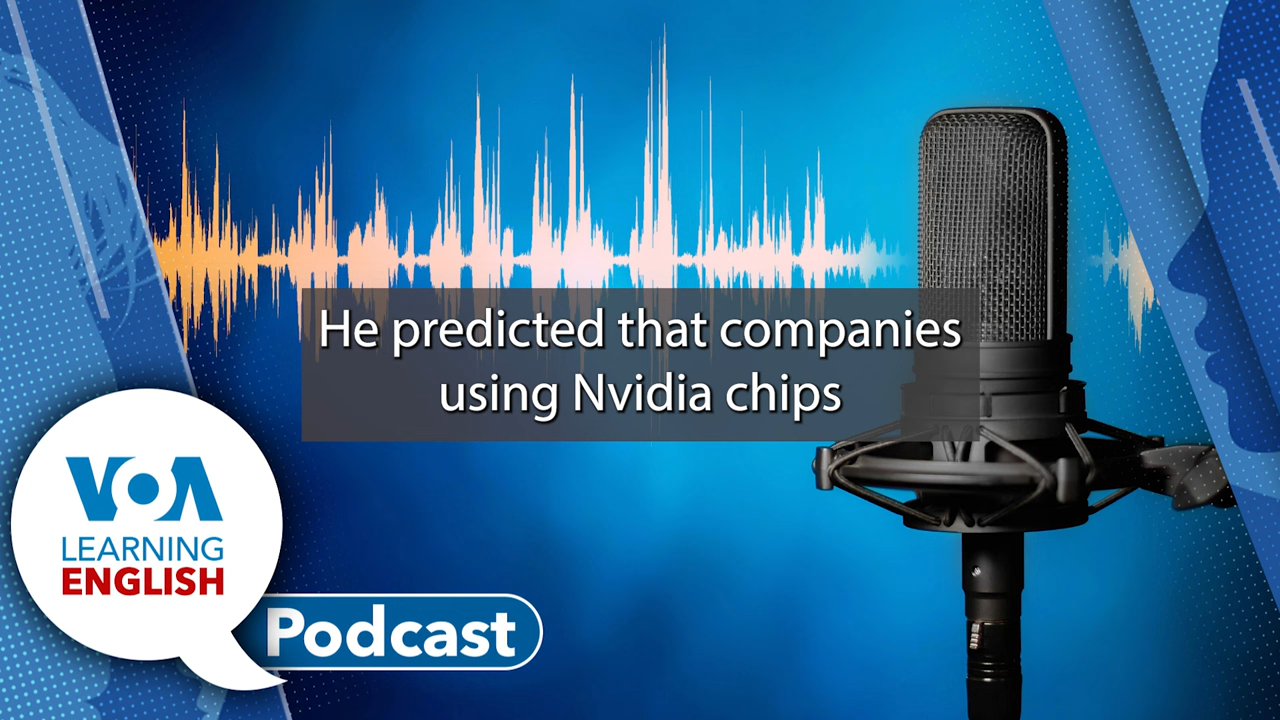 He predicted that companies
using Nvidia chips
VOA
LEARNING
ENGLISH
Podcast